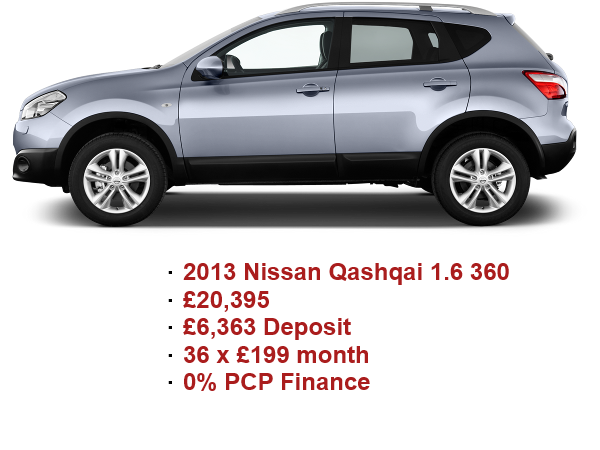 · 2013 Nissan Qashqai 1.6 360
· £20,395
· £6,363 Deposit
· 36 x £199 month
· 0% PCP Finance